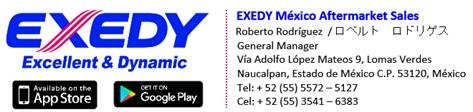 EXEDY
Excellent & Dynamic
Available on the
App Store
GET IT ON
Google Play
EXEDY México Aftermarket Sales
Roberto Rodríguez / ロベルト　ロドリゲス
General Manager
Vía Adolfo López Mateos 9, Lomas Verdes
Naucalpan, Estado de México C.P. 53120, México
Tel: + 52 (55) 5572 – 5127
Cel: + 52 (55) 3541 – 6383